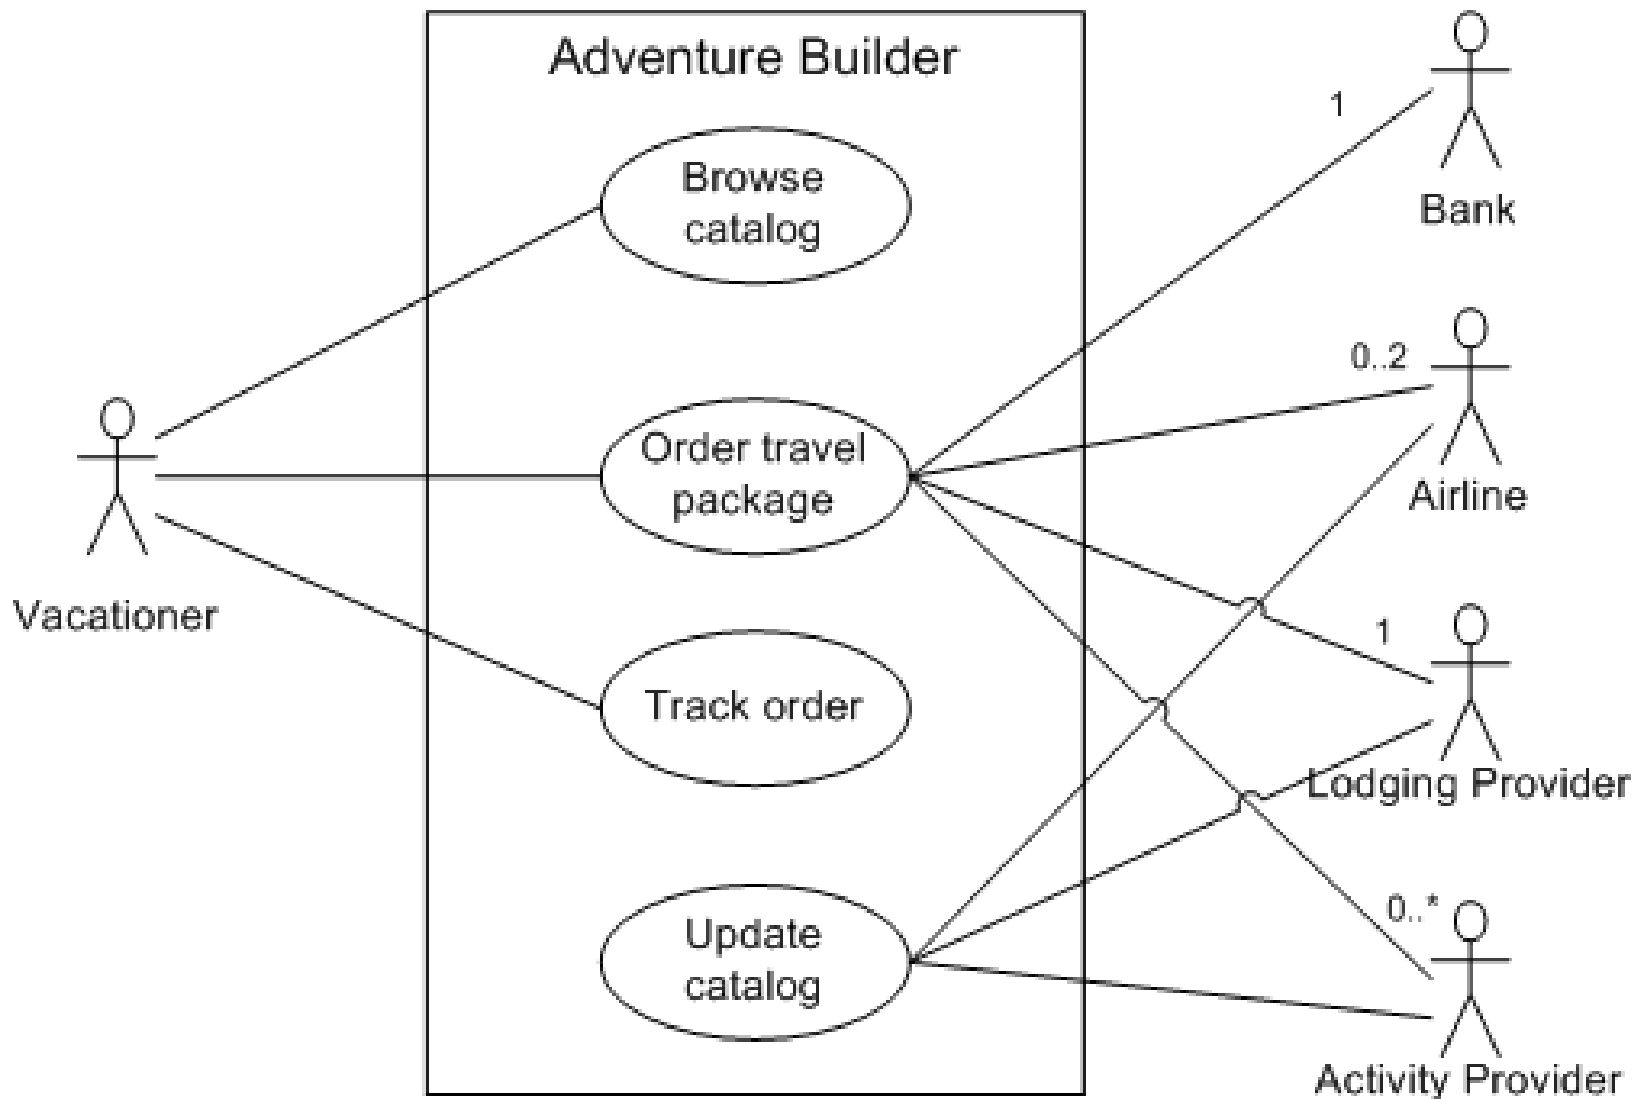 Adventure Builder
Browse
catalog
Order travel
package
Track order
Update
catalog
Vacationer
1
Bank
0..2
Airline
1
Lodging Provider
0..*
Activity Provider